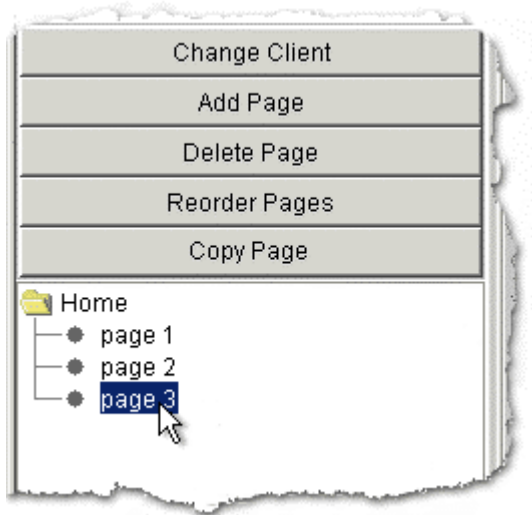 Change Client
Add Page
Delete Page
Reorder Pages
Copy Page
Home
page 1
page 2
page 3